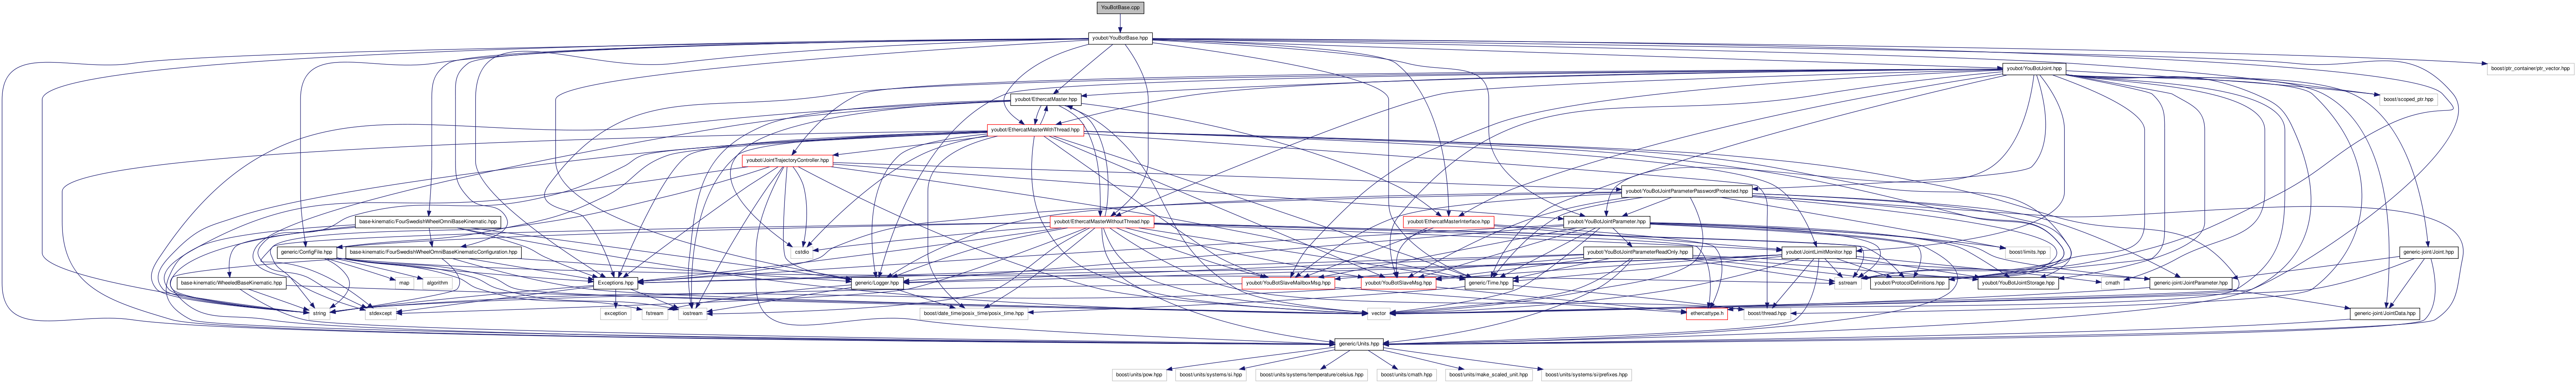 YouBotBase.cpp
youbot/YouBotBase.hpp
youbot/YouBotJoint.hpp
boost/ptr_container/ptr_vector.hpp
youbot/EthercatMaster.hpp
boost/scoped_ptr.hpp
youbot/EthercatMasterWithThread.hpp
youbot/JointTrajectoryController.hpp
youbot/YouBotJointParameterPasswordProtected.hpp
base-kinematic/FourSwedishWheelOmniBaseKinematic.hpp
youbot/EthercatMasterWithoutThread.hpp
youbot/EthercatMasterInterface.hpp
youbot/YouBotJointParameter.hpp
generic/ConfigFile.hpp
base-kinematic/FourSwedishWheelOmniBaseKinematicConfiguration.hpp
cstdio
youbot/YouBotJointParameterReadOnly.hpp
youbot/JointLimitMonitor.hpp
boost/limits.hpp
generic-joint/Joint.hpp
base-kinematic/WheeledBaseKinematic.hpp
map
algorithm
Exceptions.hpp
generic/Logger.hpp
youbot/YouBotSlaveMailboxMsg.hpp
youbot/YouBotSlaveMsg.hpp
generic/Time.hpp
sstream
youbot/ProtocolDefinitions.hpp
youbot/YouBotJointStorage.hpp
cmath
generic-joint/JointParameter.hpp
string
stdexcept
exception
fstream
iostream
boost/date_time/posix_time/posix_time.hpp
vector
ethercattype.h
boost/thread.hpp
generic-joint/JointData.hpp
generic/Units.hpp
boost/units/pow.hpp
boost/units/systems/si.hpp
boost/units/systems/temperature/celsius.hpp
boost/units/cmath.hpp
boost/units/make_scaled_unit.hpp
boost/units/systems/si/prefixes.hpp